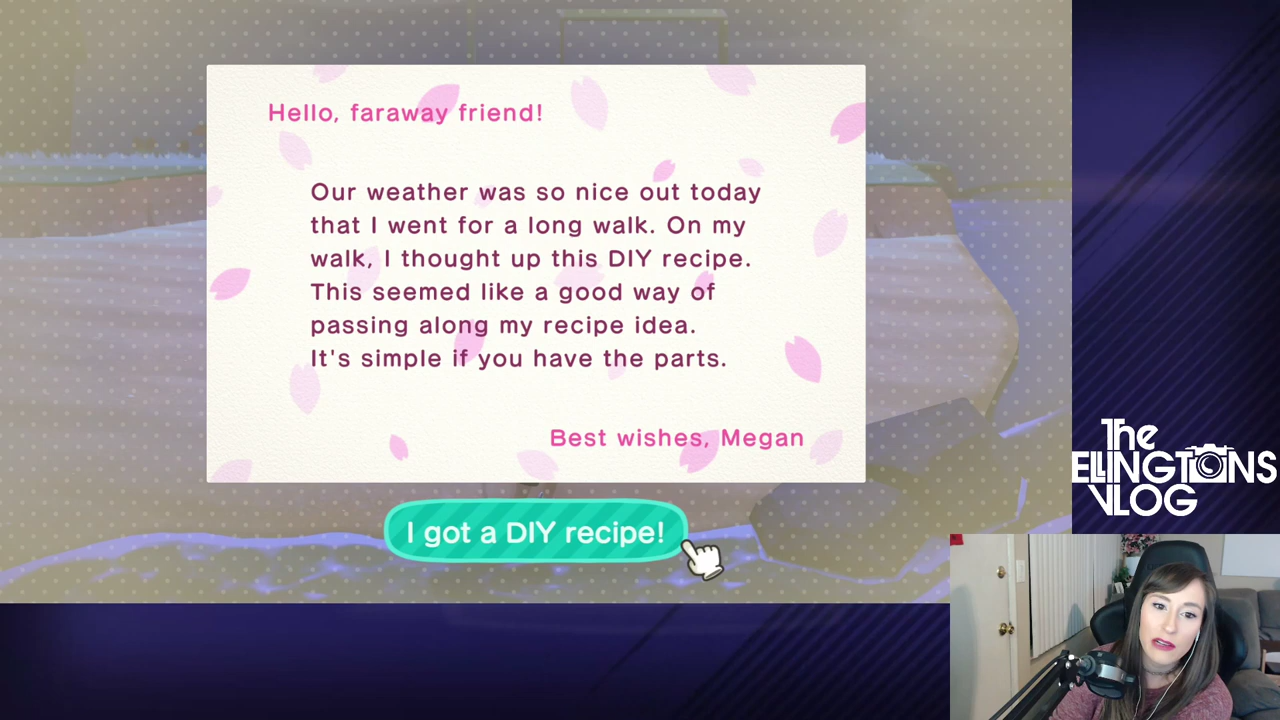 Hello, faraway friend!
Our weather was so nice out today
that I went for a long walk. On my
walk, I thought up this DIY recipe.
This seemed like a good way of
passing along my recipe idea.
It's simple if you have the parts.
Best wishes, Megan
I got a DIY recipe!
The
ELLINGTONS
VLOG